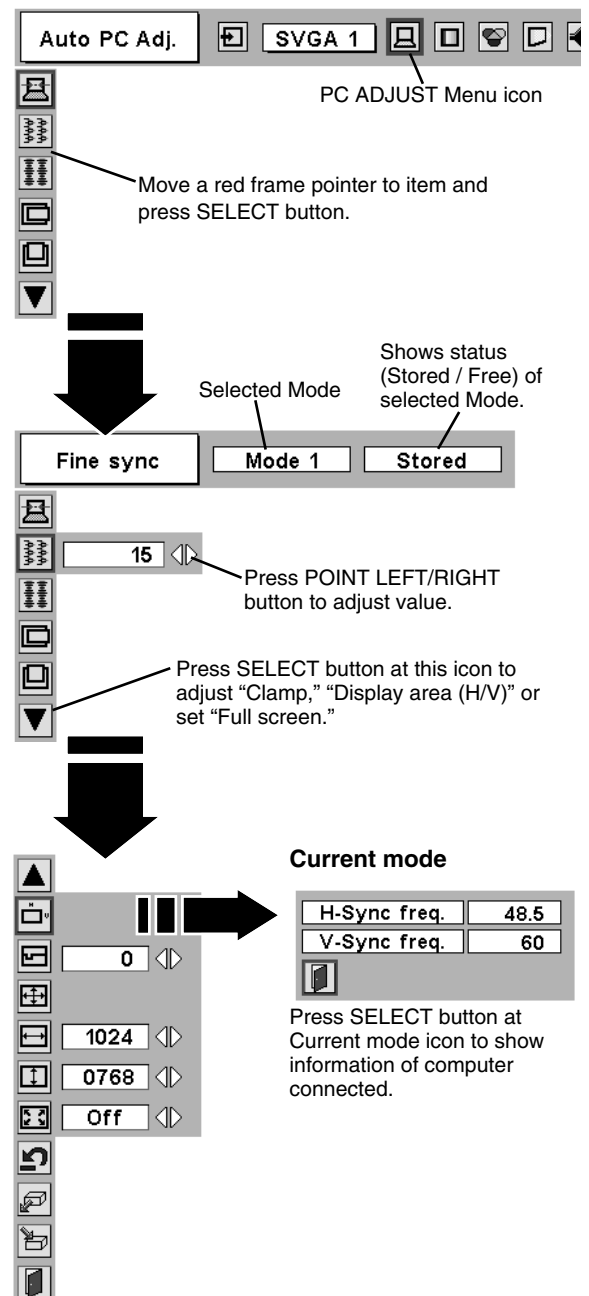 Auto PC Adj.
SVGA 1
PC ADJUST Menu icon
Move a red frame pointer to item and
press SELECT button.
Shows status
(Stored / Free) of
selected Mode.
Selected Mode
Fine sync
Mode 1
Stored
15
Press POINT LEFT/RIGHT
button to adjust value.
Press SELECT button at this icon to
adjust “Clamp,” “Display area (H/V)” or
set “Full screen.”
Current mode
H
V
H-Sync freq.
48.5
V-Sync freq.
60
0
1024
0768
Off
Press SELECT button at
Current mode icon to show
information of computer
connected.